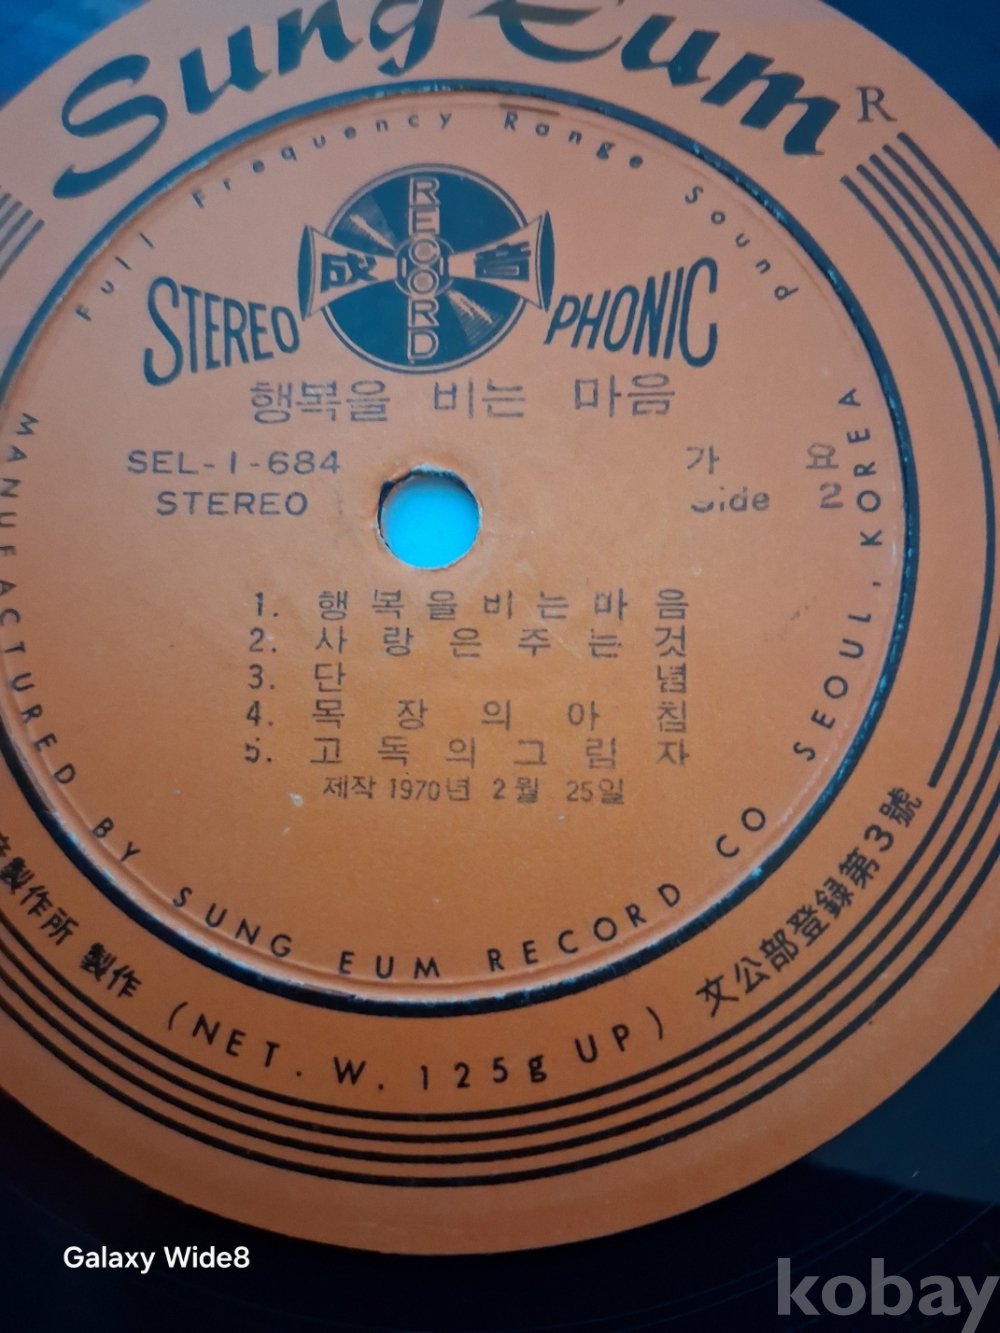 Sung Eum R
Full Frequency Range Sound
成 RECORD 音
STEREO PHONIC
행복을 비는 마음
SEL-1-684
가 요
STEREO
Side 2
1. 행복을비는마음
2. 사랑은주는것
3. 단념
4. 목장의아침
5. 고독의그림자
제작 1970년 2월 25일
MANUFACTURED BY SUNG EUM RECORD CO SEOUL, KOREA
製作所 製作 (NET. W. 125g UP) 文公部登録第3號
Galaxy Wide8
kobay